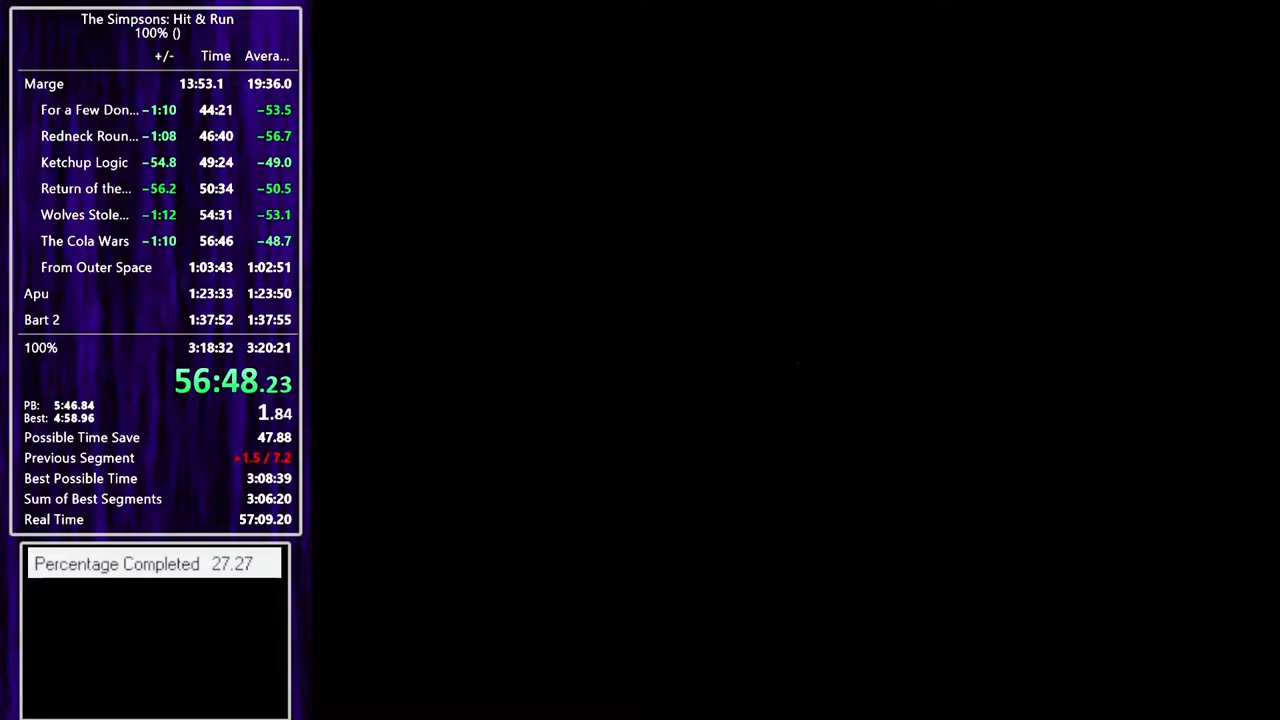 The Simpsons: Hit & Run
100% ()
+/- Time Avera...
Marge 13:53.1 19:36.0
For a Few Don... −1:10 44:21 −53.5
Redneck Roun... −1:08 46:40 −56.7
Ketchup Logic −54.8 49:24 −49.0
Return of the... −56.2 50:34 −50.5
Wolves Stole... −1:12 54:31 −53.1
The Cola Wars −1:10 56:46 −48.7
From Outer Space 1:03:43 1:02:51
Apu 1:23:33 1:23:50
Bart 2 1:37:52 1:37:55
100% 3:18:32 3:20:21
56:48.23
PB: 5:46.84
Best: 4:58.96
1.84
Possible Time Save 47.88
Previous Segment +1.5 / 7.2
Best Possible Time 3:08:39
Sum of Best Segments 3:06:20
Real Time 57:09.20
Percentage Completed 27.27